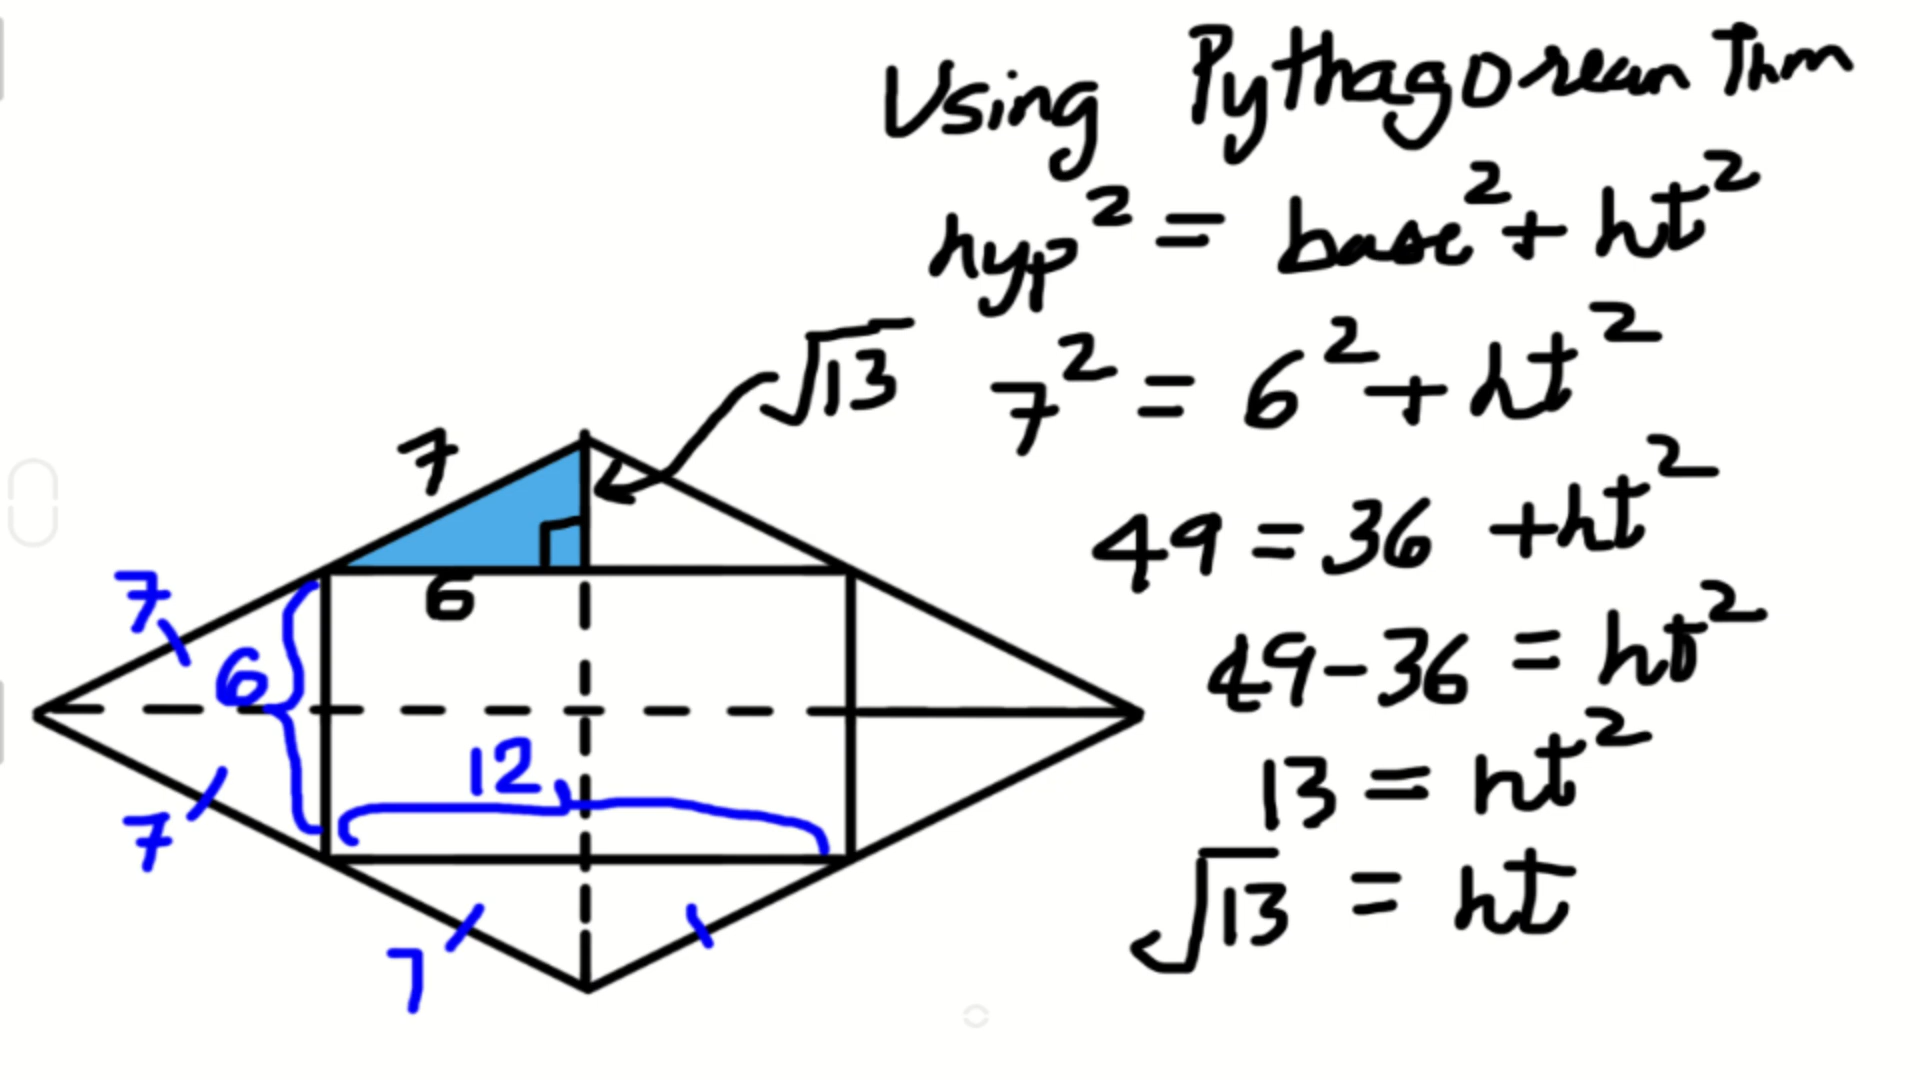 Using Pythagorean Thm
hyp² = base² + ht²
√13
7² = 6² + ht²
7
49 = 36 + ht²
7
6
6
49 - 36 = ht²
12
13 = ht²
7
√13 = ht
7